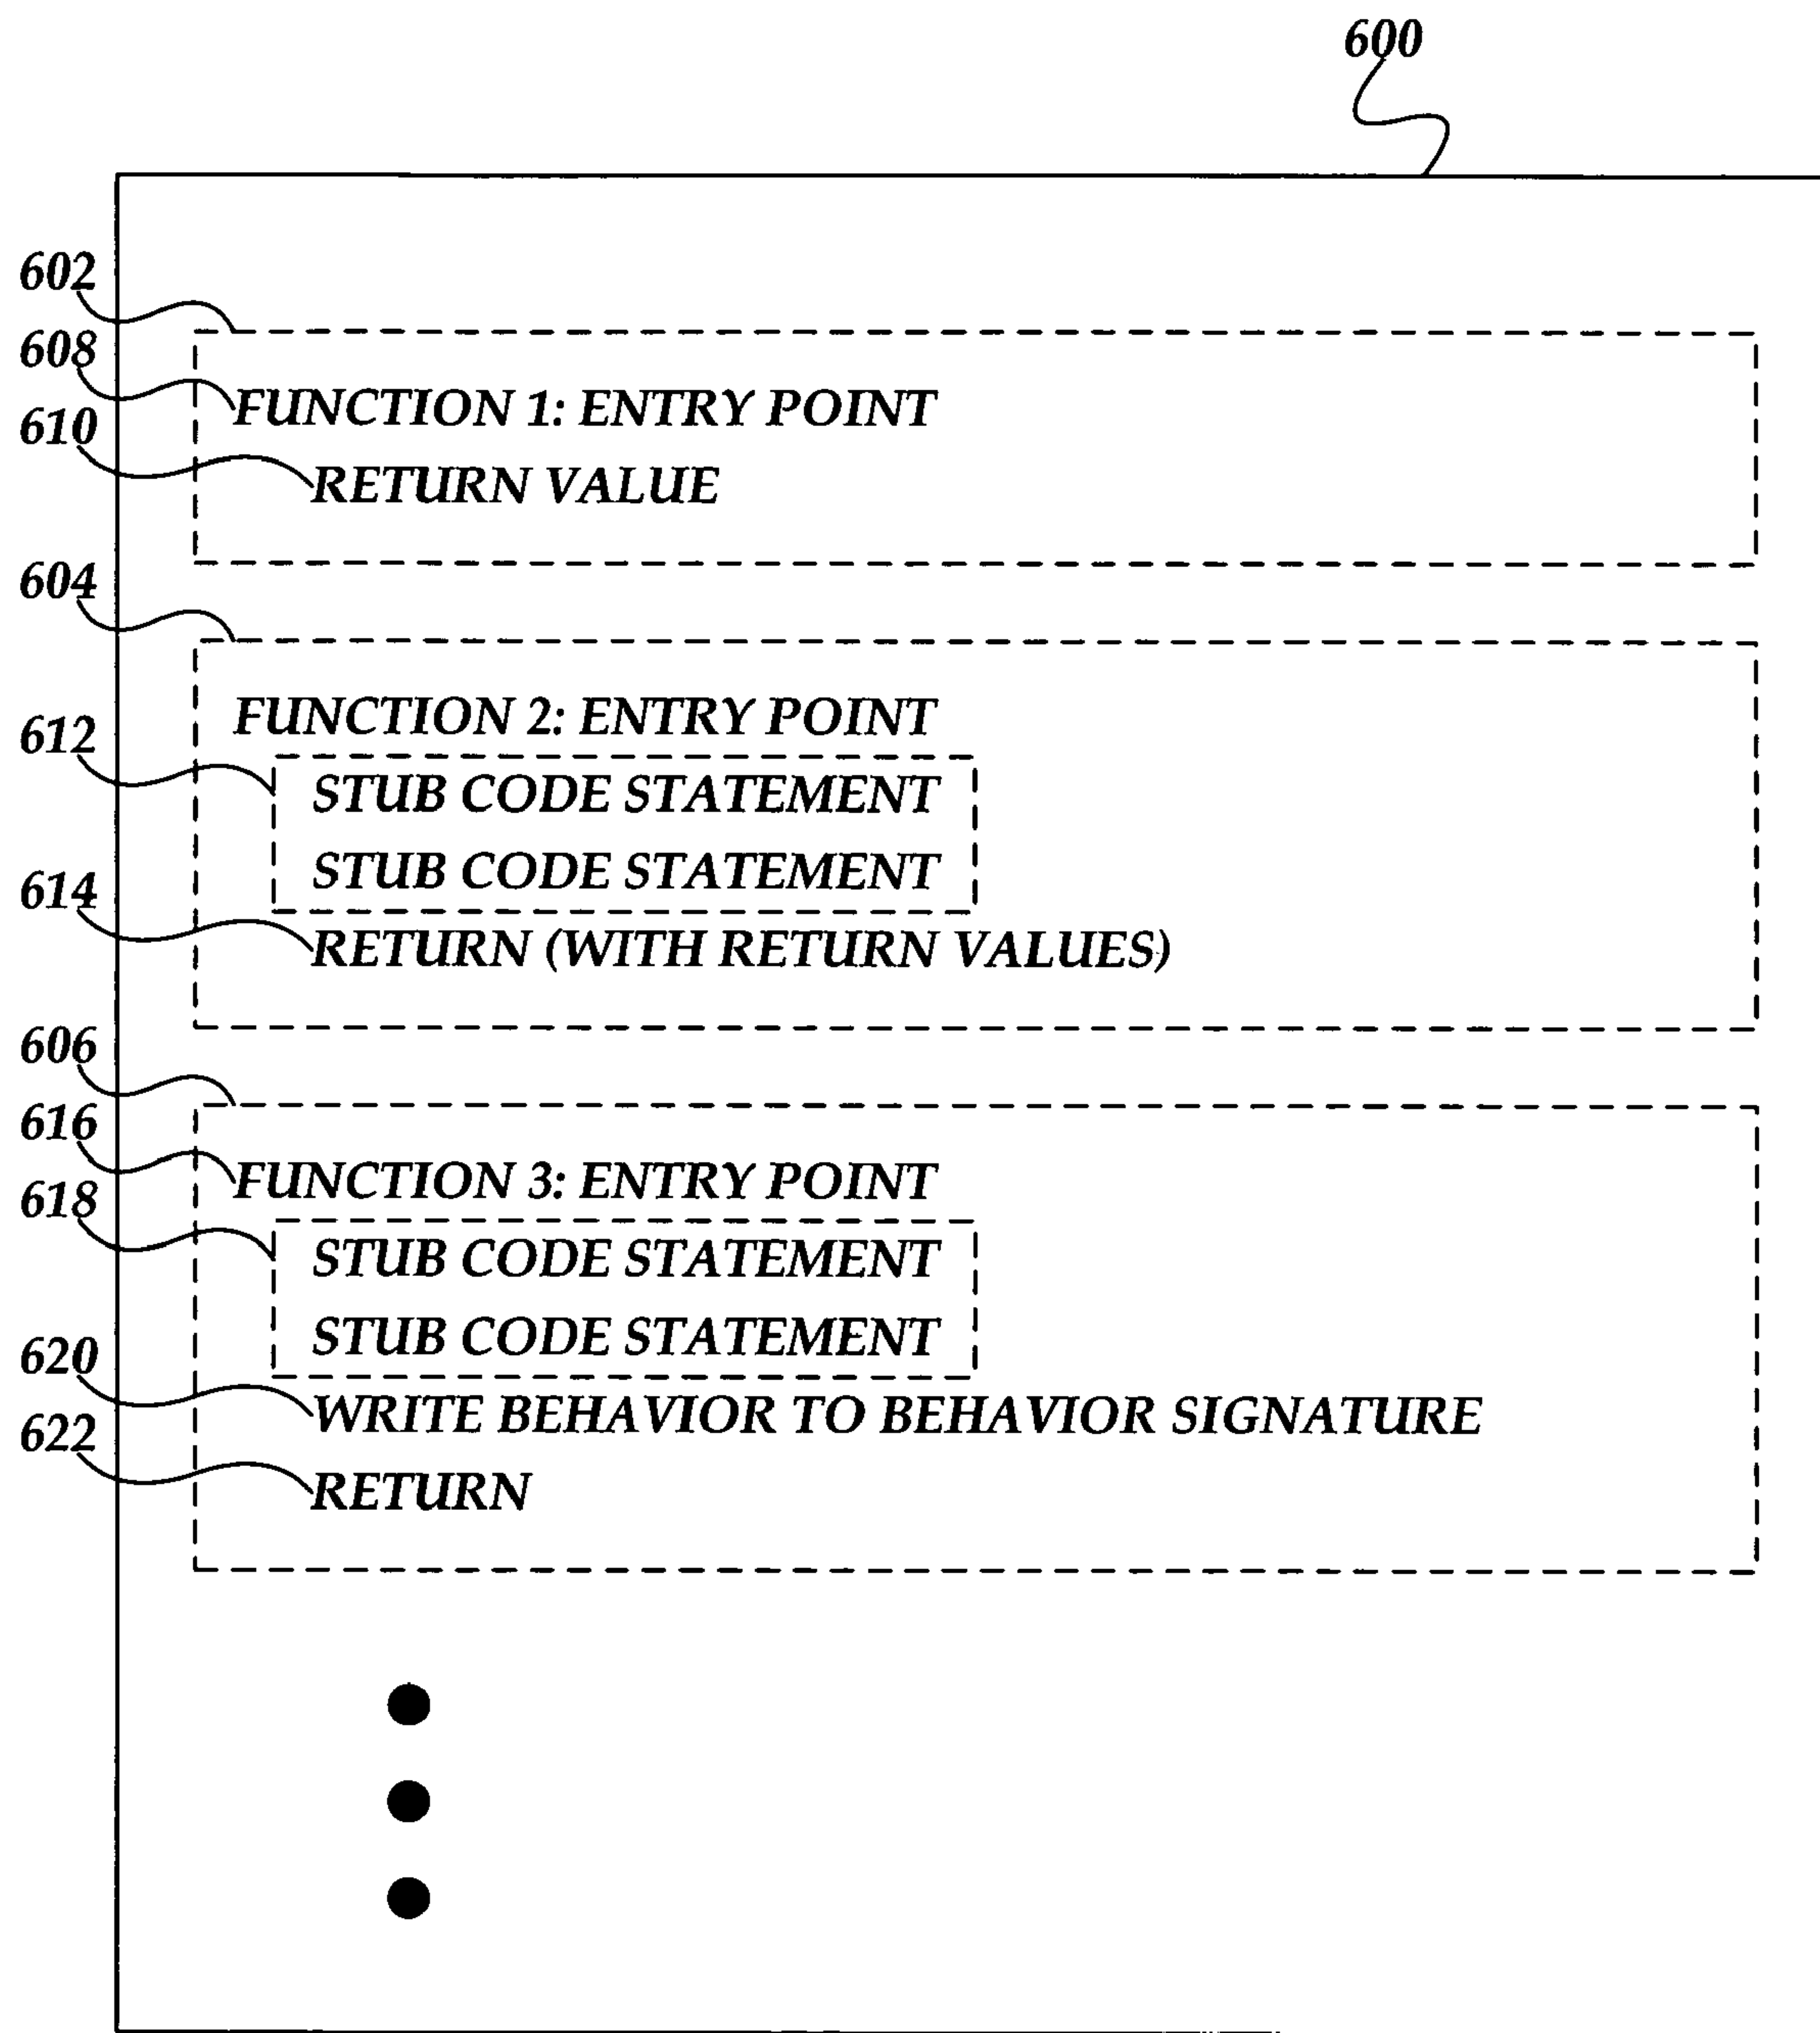 600
602
608
FUNCTION 1: ENTRY POINT
610
RETURN VALUE
604
FUNCTION 2: ENTRY POINT
612
STUB CODE STATEMENT
STUB CODE STATEMENT
614
RETURN (WITH RETURN VALUES)
606
616
FUNCTION 3: ENTRY POINT
618
STUB CODE STATEMENT
STUB CODE STATEMENT
620
WRITE BEHAVIOR TO BEHAVIOR SIGNATURE
622
RETURN